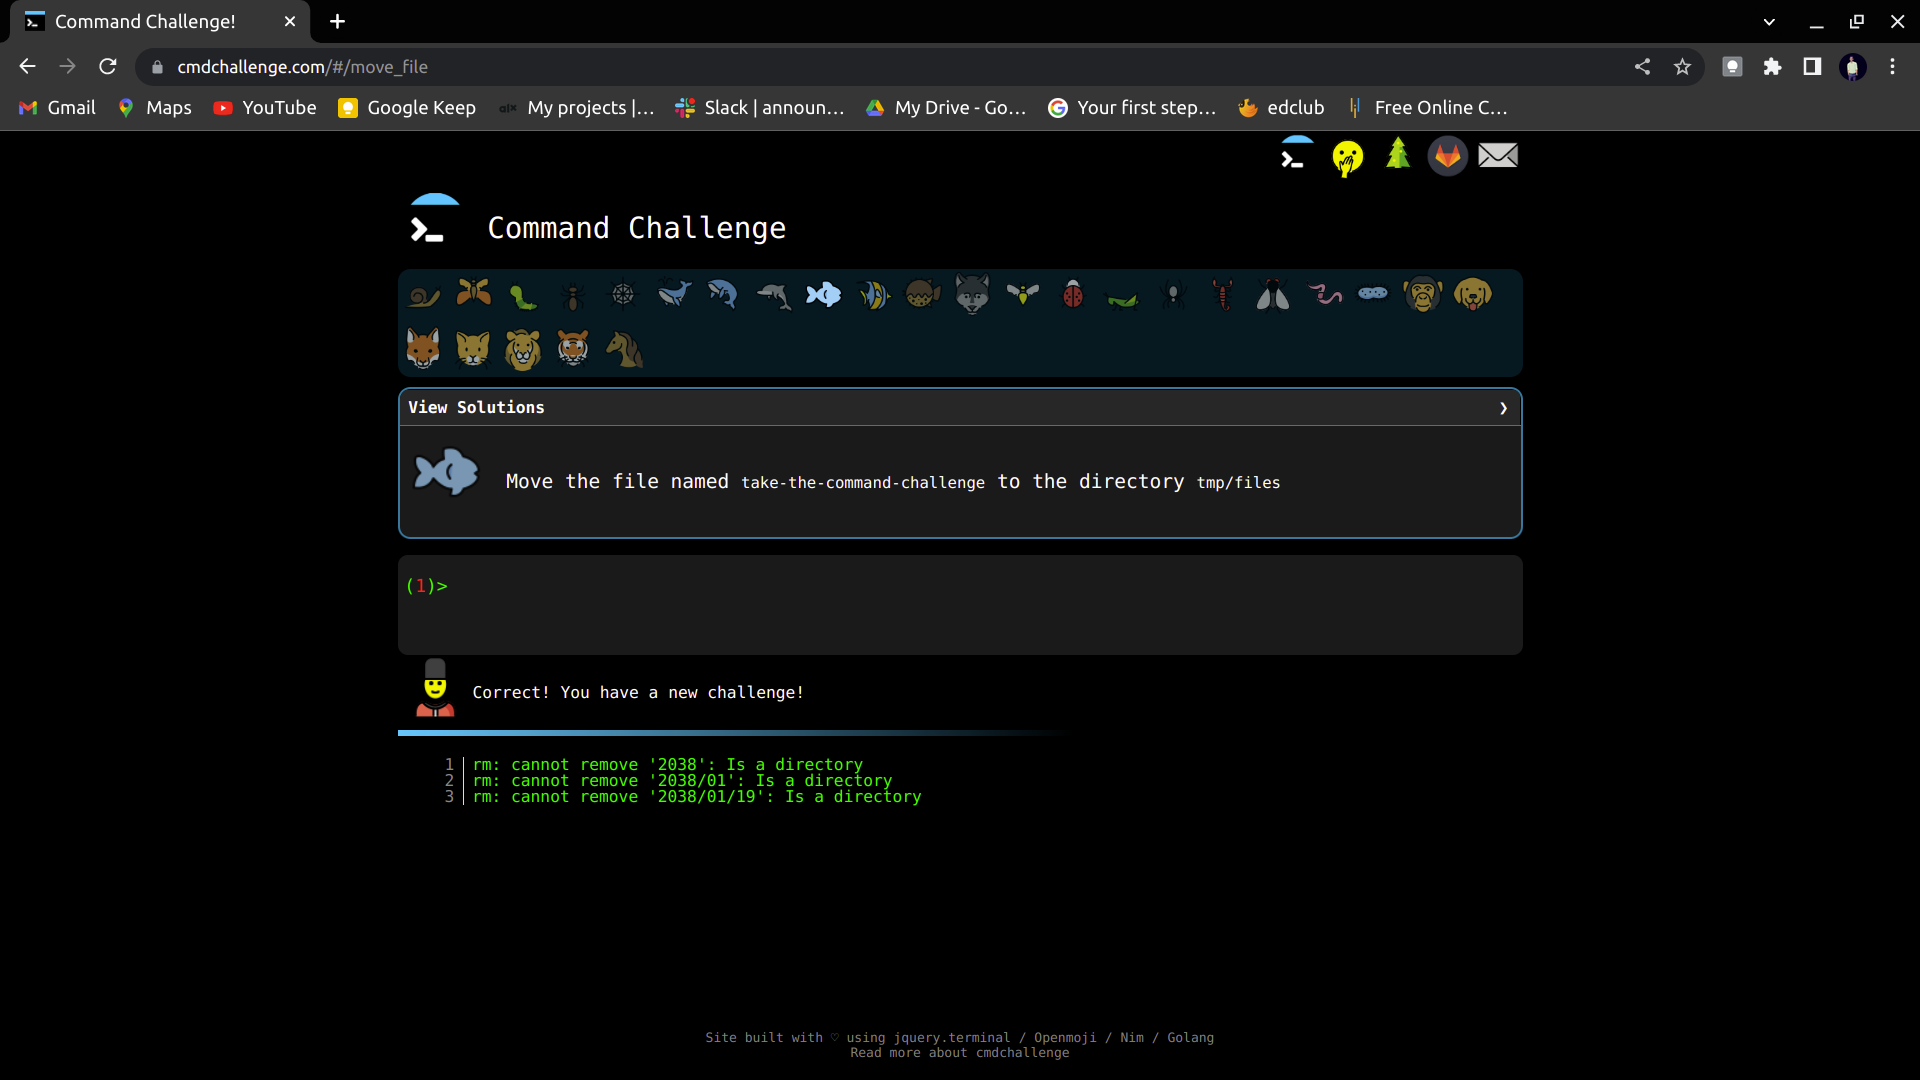 Command Challenge!
cmdchallenge.com/#/move_file
Gmail Maps YouTube Google Keep My projects |... Slack | announ... My Drive - Go... Your first step... edclub Free Online C...
Command Challenge
View Solutions
Move the file named take-the-command-challenge to the directory tmp/files
(1)>
Correct! You have a new challenge!
1 rm: cannot remove '2038': Is a directory
2 rm: cannot remove '2038/01': Is a directory
3 rm: cannot remove '2038/01/19': Is a directory
Site built with ♡ using jquery.terminal / Openmoji / Nim / Golang
Read more about cmdchallenge